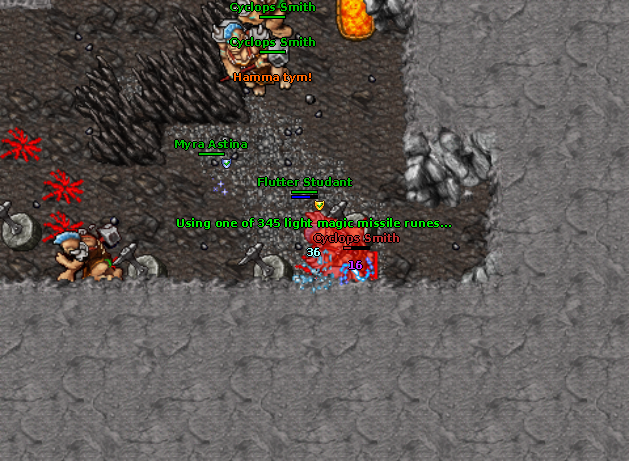 Cyclops Smith
Cyclops Smith
Hamma tym!
Myra Astina
Flutter Studant
Using one of 345 light magic missile runes...
Cyclops Smith
36
16